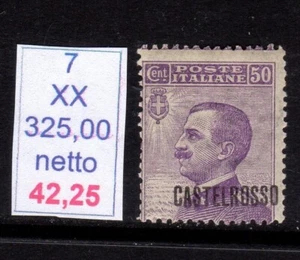 7
XX
325,00
netto
42,25
POSTE
Cent. ITALIANE 50
CASTELROSSO